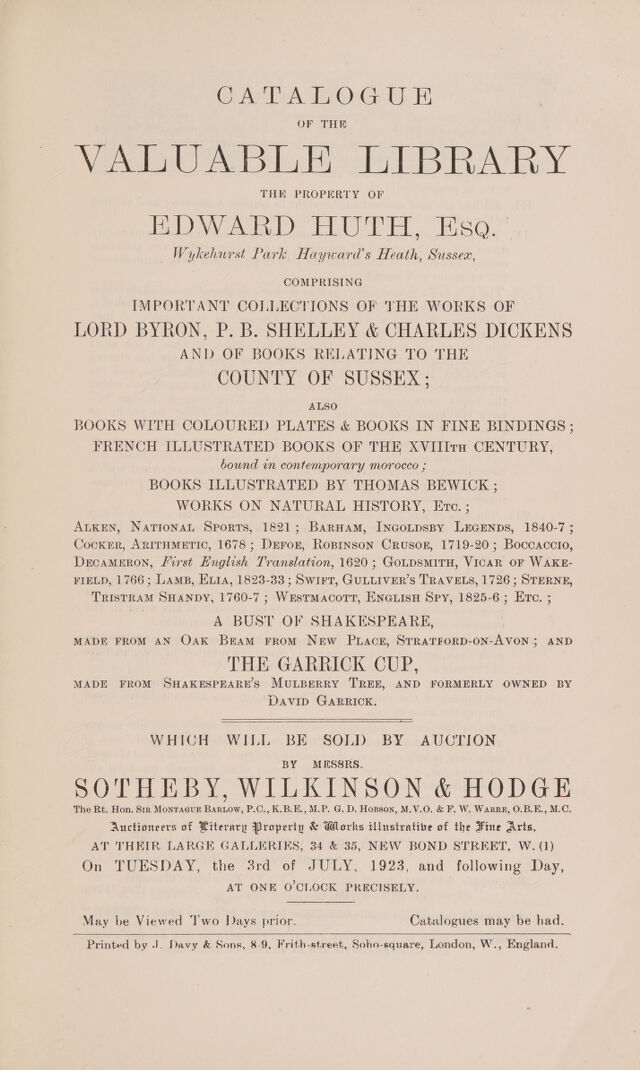 CATALOGUE
OF THE
VALUABLE LIBRARY
THE PROPERTY OF
EDWARD HUTH, ESQ.
Wykehurst Park, Hayward's Heath, Sussex,
COMPRISING
IMPORTANT COLLECTIONS OF THE WORKS OF
LORD BYRON, P. B. SHELLEY & CHARLES DICKENS
AND OF BOOKS RELATING TO THE
COUNTY OF SUSSEX;
ALSO
BOOKS WITH COLOURED PLATES & BOOKS IN FINE BINDINGS;
FRENCH ILLUSTRATED BOOKS OF THE XVIIITH CENTURY,
bound in contemporary morocco;
BOOKS ILLUSTRATED BY THOMAS BEWICK;
WORKS ON NATURAL HISTORY, ETC.;
ALKEN, NATIONAL SPORTS, 1821; BARHAM, INGOLDSBY LEGENDS, 1840-7;
COCKER, ARITHMETIC, 1678; DEFOE, ROBINSON CRUSOE, 1719-20; BOCCACCIO,
DECAMERON, First English Translation, 1620; GOLDSMITH, VICAR OF WAKE-
FIELD, 1766; LAMB, ELIA, 1823-33; SWIFT, GULLIVER'S TRAVELS, 1726; STERNE,
TRISTRAM SHANDY, 1760-7; WESTMACOTT, ENGLISH SPY, 1825-6; ETC.;
A BUST OF SHAKESPEARE,
MADE FROM AN OAK BEAM FROM NEW PLACE, STRATFORD-ON-AVON; AND
THE GARRICK CUP,
MADE FROM SHAKESPEARE'S MULBERRY TREE, AND FORMERLY OWNED BY
DAVID GARRICK.
WHICH WILL BE SOLD BY AUCTION
BY MESSRS.
SOTHEBY, WILKINSON & HODGE
The Rt. Hon. SIR MONTAGUE BARLOW, P.C., K.B.E., M.P. G. D. HOBSON, M.V.O. & F. W. WARRE, O.B.E., M.C.
Auctioneers of Literary Property & Works illustrative of the Fine Arts,
AT THEIR LARGE GALLERIES, 34 & 35, NEW BOND STREET, W.(1)
On TUESDAY, the 3rd of JULY, 1923, and following Day,
AT ONE O'CLOCK PRECISELY.
May be Viewed Two Days prior. Catalogues may be had.
Printed by J. Davy & Sons, 8-9, Frith-street, Soho-square, London, W., England.